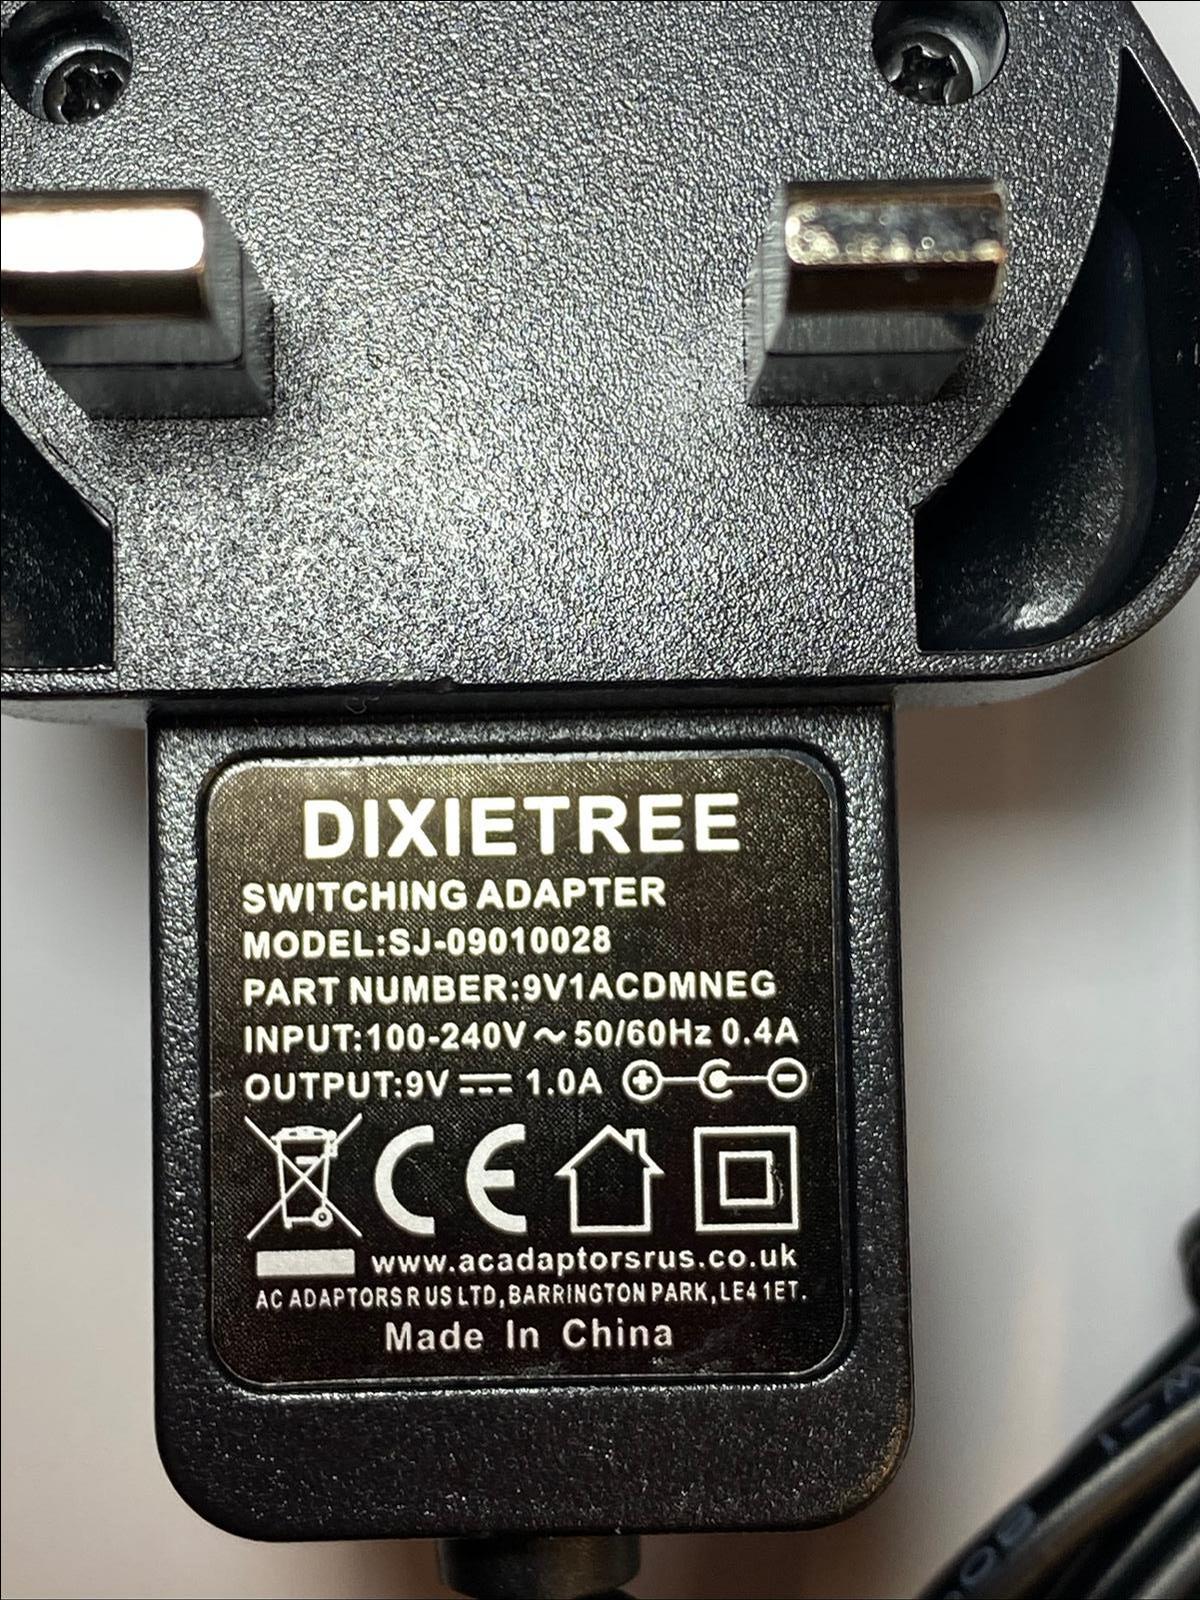 DIXIETREE
SWITCHING ADAPTER
MODEL:SJ-09010028
PART NUMBER:9V1ACDMNEG
INPUT:100-240V ~ 50/60Hz 0.4A
OUTPUT:9V ⎓ 1.0A
CE
www.acadaptorsrus.co.uk
AC ADAPTORS R US LTD, BARRINGTON PARK, LE4 1ET.
Made In China